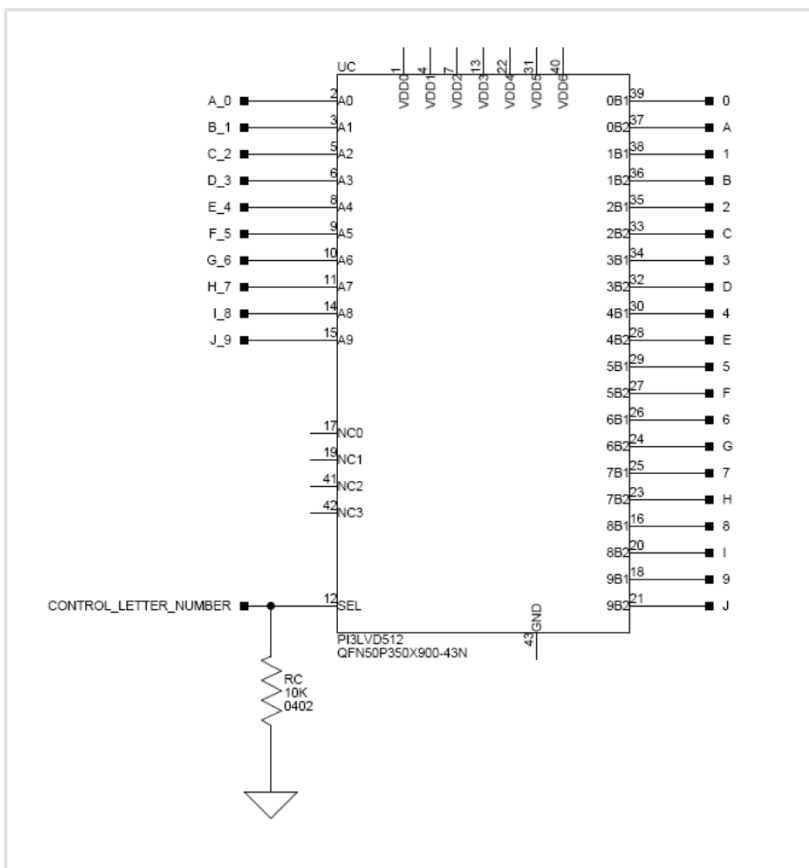 UC
1 VDD0
4 VDD1
7 VDD2
13 VDD3
22 VDD4
31 VDD5
40 VDD6
A_0 2 A0
B_1 3 A1
C_2 5 A2
D_3 6 A3
E_4 8 A4
F_5 9 A5
G_6 10 A6
H_7 11 A7
I_8 14 A8
J_9 15 A9
17 NC0
19 NC1
41 NC2
42 NC3
CONTROL_LETTER_NUMBER 12 SEL
0B1 39 0
0B2 37 A
1B1 38 1
1B2 36 B
2B1 35 2
2B2 33 C
3B1 34 3
3B2 32 D
4B1 30 4
4B2 28 E
5B1 29 5
5B2 27 F
6B1 26 6
6B2 24 G
7B1 25 7
7B2 23 H
8B1 16 8
8B2 20 I
9B1 18 9
9B2 21 J
43 GND
PI3LVD512
QFN50P350X900-43N
RC
10K
0402